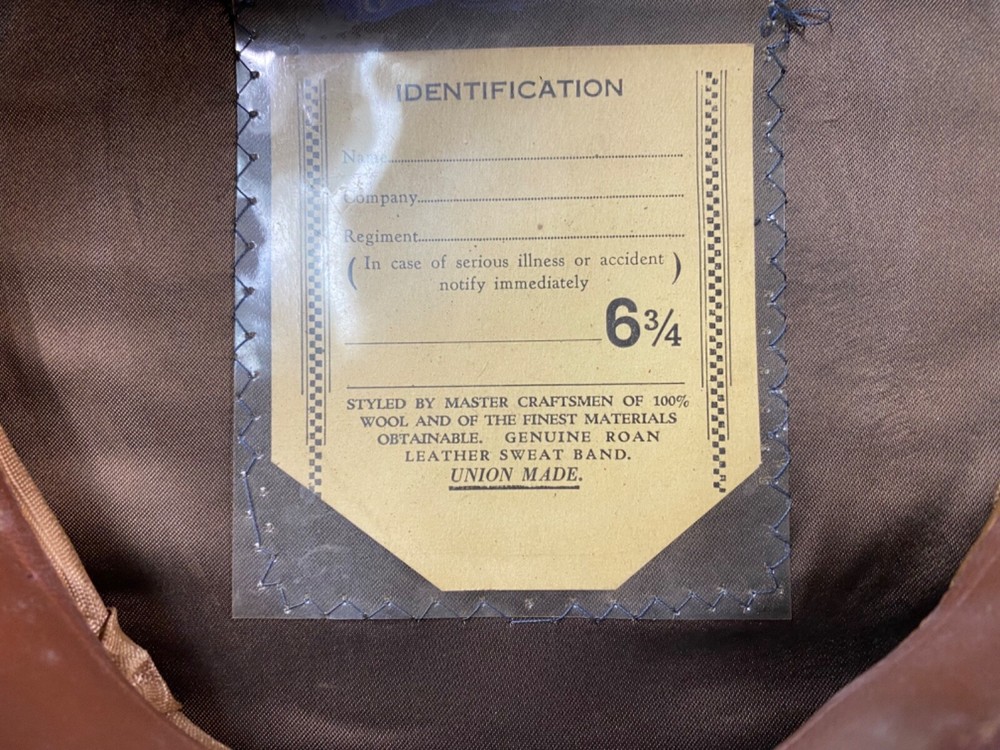 IDENTIFICATION
Name
Company
Regiment
( In case of serious illness or accident )
notify immediately
6¾
STYLED BY MASTER CRAFTSMEN OF 100%
WOOL AND OF THE FINEST MATERIALS
OBTAINABLE. GENUINE ROAN
LEATHER SWEAT BAND.
UNION MADE.